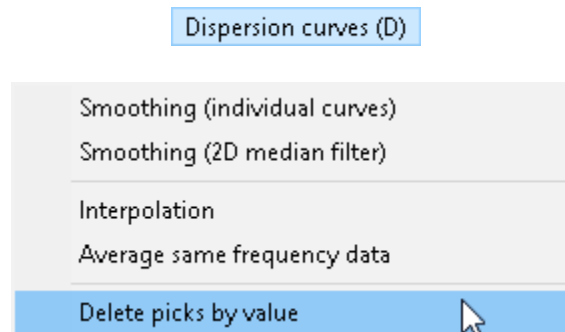 Dispersion curves (D)
Smoothing (individual curves)
Smoothing (2D median filter)
Interpolation
Average same frequency data
Delete picks by value